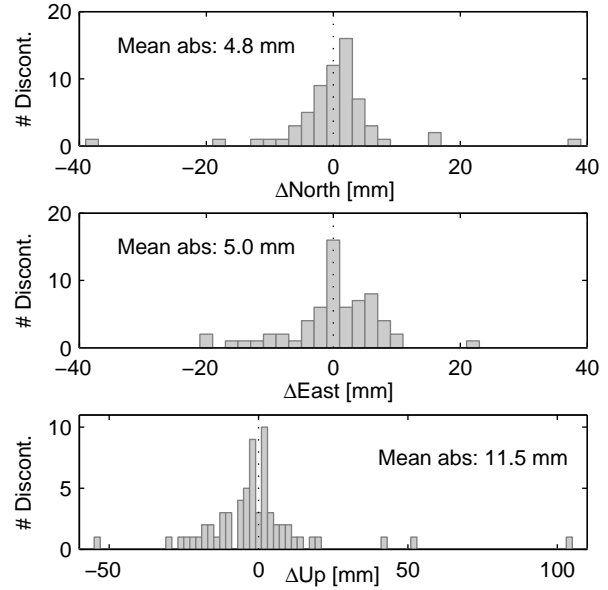 20
Mean abs: 4.8 mm
10
# Discont.
0
−40 −20 0 20 40
ΔNorth [mm]
20
Mean abs: 5.0 mm
10
# Discont.
0
−40 −20 0 20 40
ΔEast [mm]
10
Mean abs: 11.5 mm
5
# Discont.
0
−50 0 50 100
ΔUp [mm]